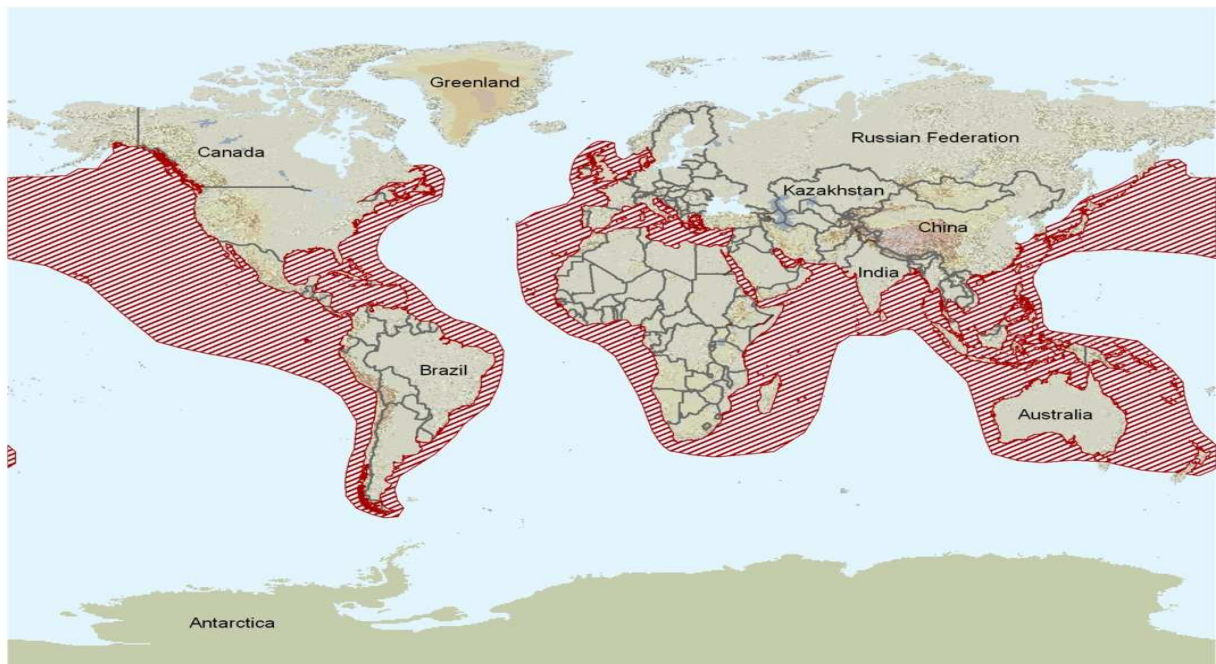 Greenland
Russian Federation
Canada
Kazakhstan
China
India
Brazil
Australia
Antarctica